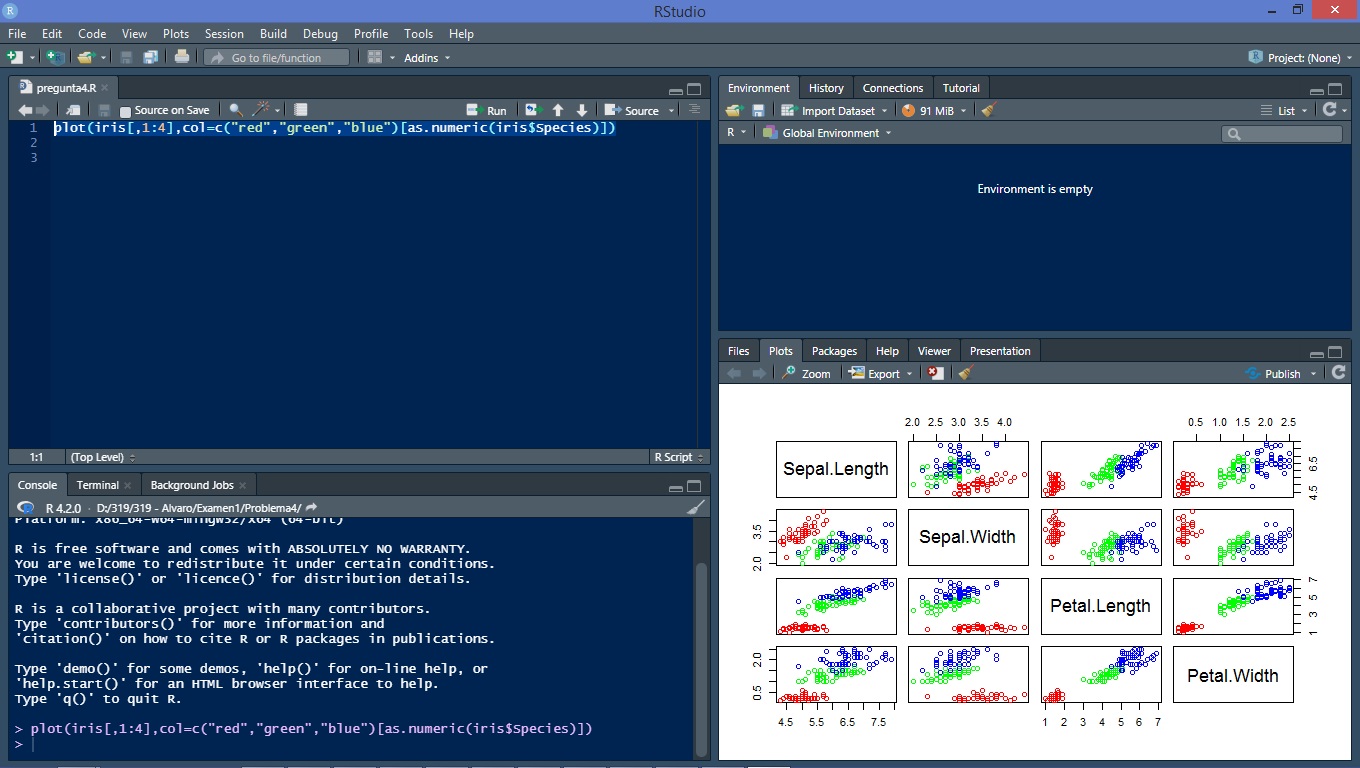 RStudio
File Edit Code View Plots Session Build Debug Profile Tools Help
Go to file/function Addins Project: (None)
pregunta4.R
Source on Save Run Source
1 plot(iris[,1:4],col=c("red","green","blue")[as.numeric(iris$Species)])
2
3
1:1 (Top Level) R Script
Console Terminal Background Jobs
R 4.2.0 · D:/319/319 - Alvaro/Examen1/Problema4/
Platform: x86_64-w64-mingw32/x64 (64-bit)
R is free software and comes with ABSOLUTELY NO WARRANTY.
You are welcome to redistribute it under certain conditions.
Type 'license()' or 'licence()' for distribution details.
R is a collaborative project with many contributors.
Type 'contributors()' for more information and
'citation()' on how to cite R or R packages in publications.
Type 'demo()' for some demos, 'help()' for on-line help, or
'help.start()' for an HTML browser interface to help.
Type 'q()' to quit R.
> plot(iris[,1:4],col=c("red","green","blue")[as.numeric(iris$Species)])
>
Environment History Connections Tutorial
Import Dataset 91 MiB List
R Global Environment
Environment is empty
Files Plots Packages Help Viewer Presentation
Zoom Export Publish
2.0 2.5 3.0 3.5 4.0 0.5 1.0 1.5 2.0 2.5
Sepal.Length 4.5 6.5
2.0 3.5 Sepal.Width
Petal.Length 1 3 5 7
0.5 2.0 Petal.Width
4.5 5.5 6.5 7.5 1 2 3 4 5 6 7